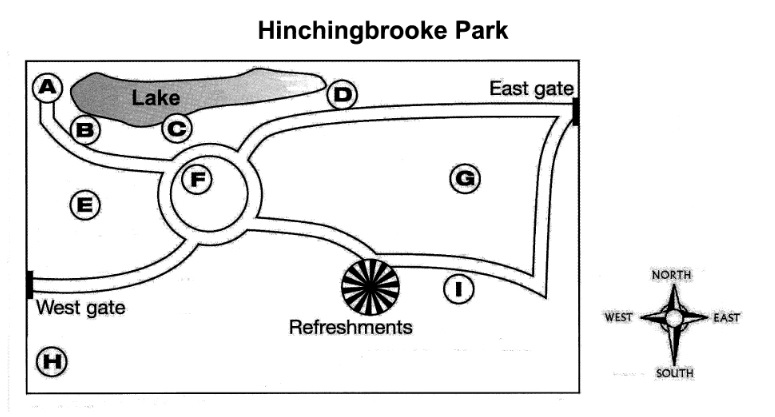 Hinchingbrooke Park
A
Lake
D
East gate
B
C
F
G
E
I
West gate
Refreshments
H
NORTH
WEST
EAST
SOUTH